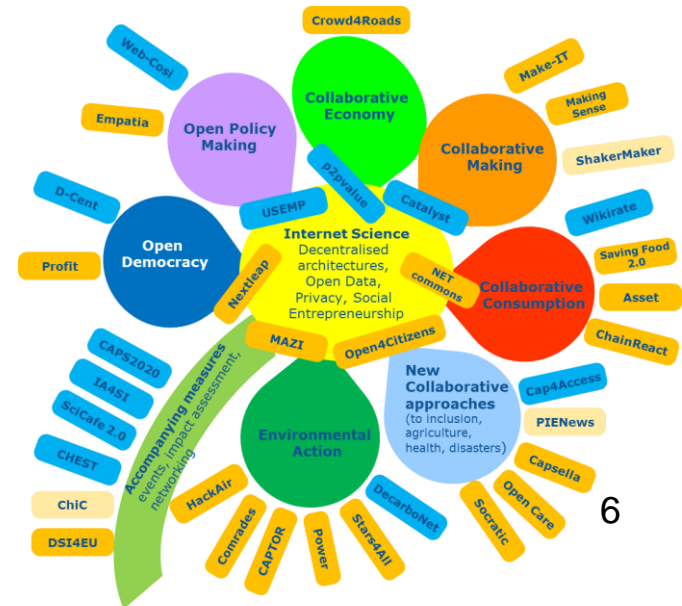 Crowd4Roads
Web-Cosi
Make-IT
Collaborative
Economy
Making
Sense
Empatia
Open Policy
Making
Collaborative
Making
ShakerMaker
p2pvalue
D-Cent
USEMP
Catalyst
Wikirate
Internet Science
Decentralised
architectures,
Open Data,
Privacy, Social
Entrepreneurship
Open
Democracy
Profit
Nextleap
NET
commons
Collaborative
Consumption
Saving Food
2.0
Asset
ChainReact
MAZI
Open4Citizens
CAPS2020
IA4SI
SciCafe 2.0
CHEST
ChiC
DSI4EU
Accompanying measures
events, impact assessment,
networking
New
Collaborative
approaches
(to inclusion,
agriculture,
health, disasters)
Cap4Access
PIENews
Capsella
Open Care
Socratic
Environmental
Action
HackAir
Comrades
CAPTOR
Power
Stars4All
DecarboNet
6